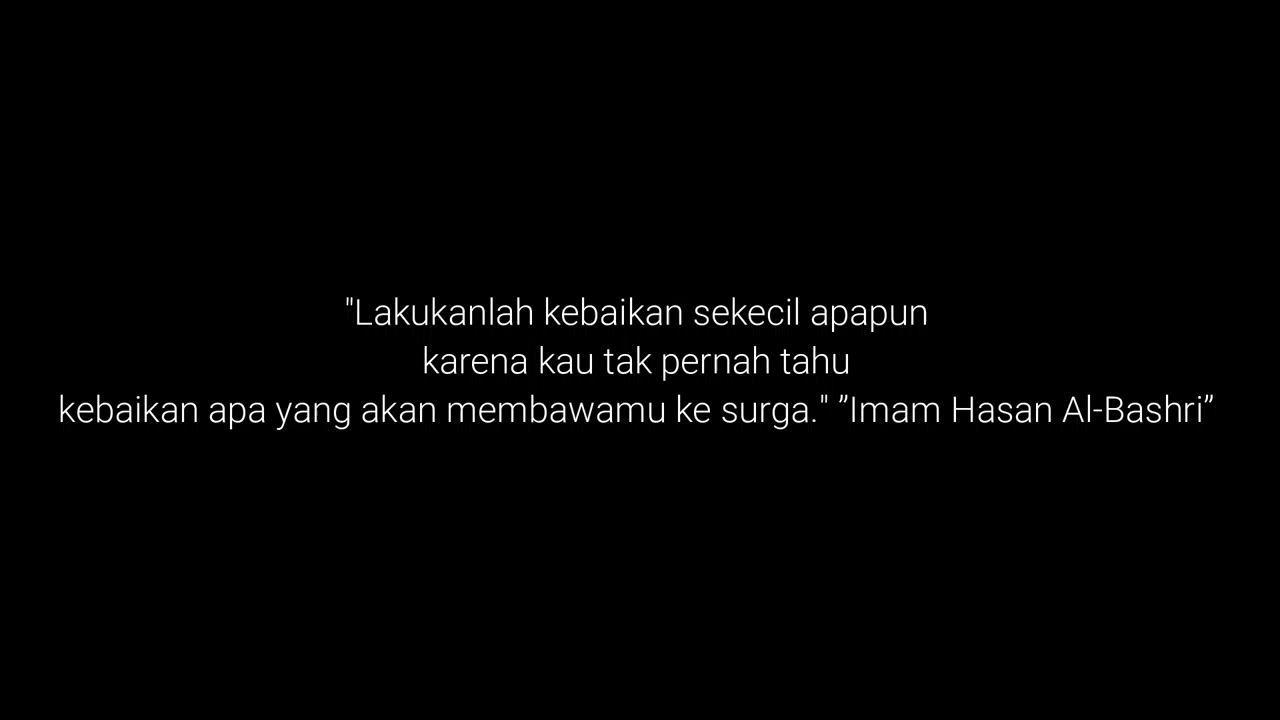 "Lakukanlah kebaikan sekecil apapun
karena kau tak pernah tahu
kebaikan apa yang akan membawamu ke surga." ”Imam Hasan Al-Bashri”